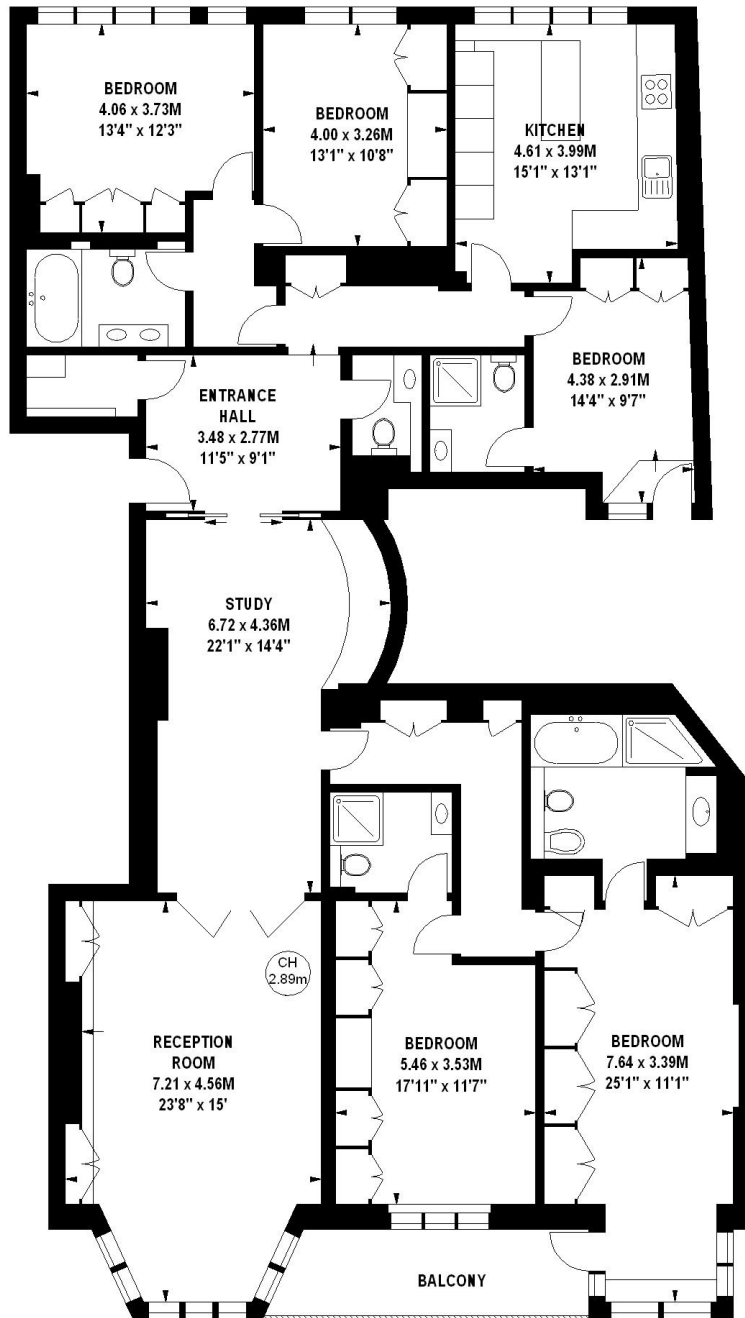 BEDROOM
4.06 x 3.73M
13'4" x 12'3"
BEDROOM
4.00 x 3.26M
13'1" x 10'8"
KITCHEN
4.61 x 3.99M
15'1" x 13'1"
BEDROOM
4.38 x 2.91M
14'4" x 9'7"
ENTRANCE
HALL
3.48 x 2.77M
11'5" x 9'1"
STUDY
6.72 x 4.36M
22'1" x 14'4"
CH
2.89m
RECEPTION
ROOM
7.21 x 4.56M
23'8" x 15'
BEDROOM
5.46 x 3.53M
17'11" x 11'7"
BEDROOM
7.64 x 3.39M
25'1" x 11'1"
BALCONY